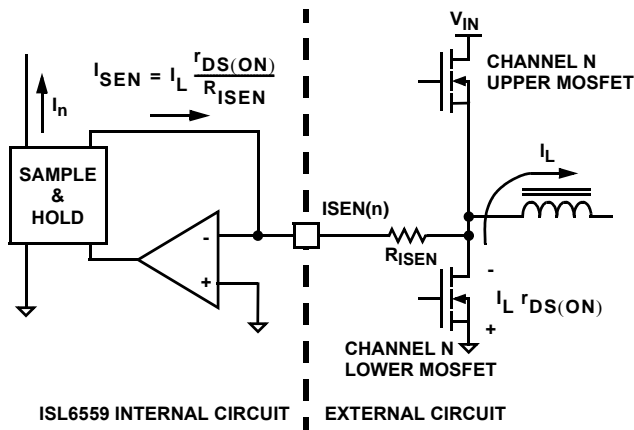 V_IN
CHANNEL N
UPPER MOSFET
I_SEN = I_L r_DS(ON) / R_ISEN
I_n
I_L
SAMPLE
&
HOLD
ISEN(n)
-
+
R_ISEN
-
I_L r_DS(ON)
+
CHANNEL N
LOWER MOSFET
ISL6559 INTERNAL CIRCUIT
EXTERNAL CIRCUIT